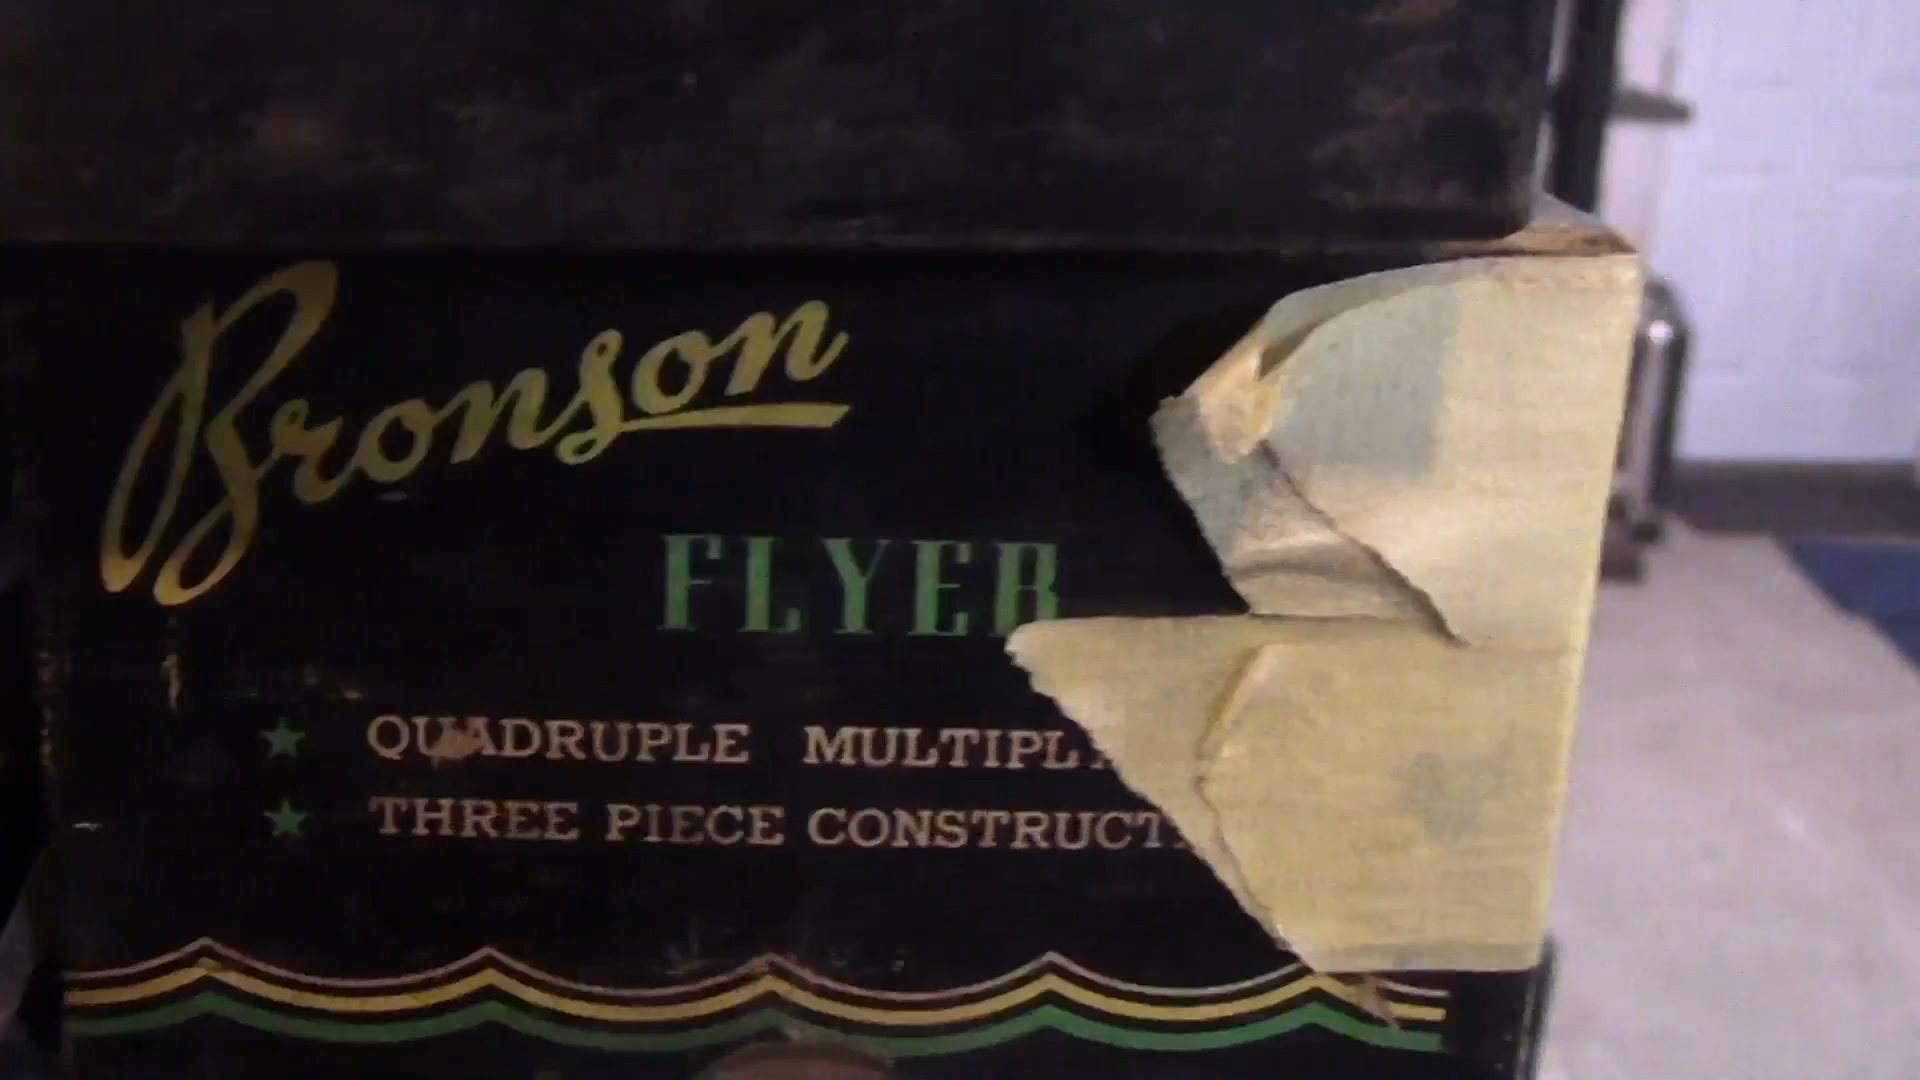 Bronson
FLYER
★ QUADRUPLE MULTIPL
★ THREE PIECE CONSTRUCT